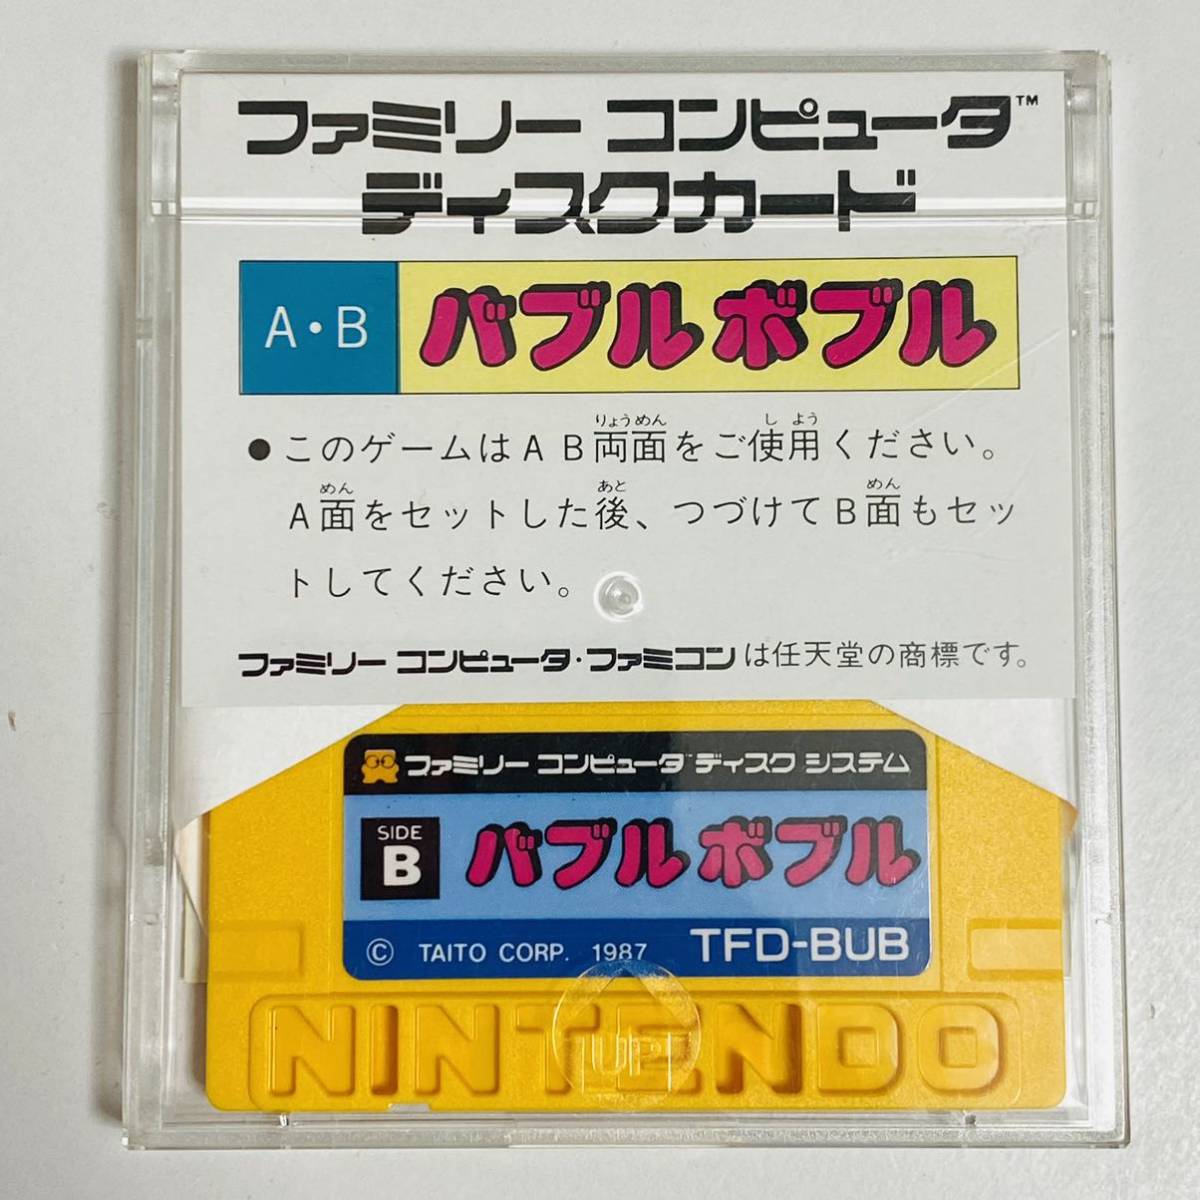 ファミリー コンピュータ™
ディスクカード
A・B バブル ボブル
●このゲームはＡＢ両面をご使用ください。
りょうめん し よう
Ａ面をセットした後、つづけてＢ面もセッ
めん あと めん
トしてください。
ファミリー コンピュータ・ファミコンは任天堂の商標です。
ファミリー コンピュータ™ ディスク システム
SIDE
B バブル ボブル
© TAITO CORP. 1987 TFD-BUB
NINTENDO
UP